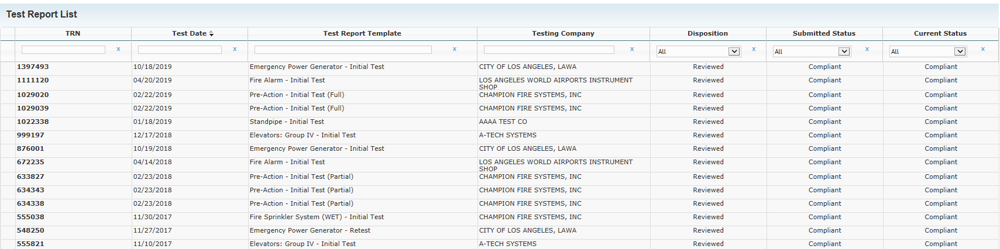 Test Report List
TRN Test Date Test Report Template Testing Company Disposition Submitted Status Current Status
x x x x All x All x All x
1397493 10/18/2019 Emergency Power Generator - Initial Test CITY OF LOS ANGELES, LAWA Reviewed Compliant Compliant
1111120 04/20/2019 Fire Alarm - Initial Test LOS ANGELES WORLD AIRPORTS INSTRUMENT Reviewed Compliant Compliant
SHOP
1029020 02/22/2019 Pre-Action - Initial Test (Full) CHAMPION FIRE SYSTEMS, INC Reviewed Compliant Compliant
1029039 02/22/2019 Pre-Action - Initial Test (Full) CHAMPION FIRE SYSTEMS, INC Reviewed Compliant Compliant
1022338 01/18/2019 Standpipe - Initial Test AAAA TEST CO Reviewed Compliant Compliant
999197 12/17/2018 Elevators: Group IV - Initial Test A-TECH SYSTEMS Reviewed Compliant Compliant
876001 10/19/2018 Emergency Power Generator - Initial Test CITY OF LOS ANGELES, LAWA Reviewed Compliant Compliant
672235 04/14/2018 Fire Alarm - Initial Test LOS ANGELES WORLD AIRPORTS INSTRUMENT Reviewed Compliant Compliant
SHOP
633827 02/23/2018 Pre-Action - Initial Test (Partial) CHAMPION FIRE SYSTEMS, INC Reviewed Compliant Compliant
634343 02/23/2018 Pre-Action - Initial Test (Partial) CHAMPION FIRE SYSTEMS, INC Reviewed Compliant Compliant
634338 02/23/2018 Pre-Action - Initial Test (Partial) CHAMPION FIRE SYSTEMS, INC Reviewed Compliant Compliant
555038 11/30/2017 Fire Sprinkler System (WET) - Initial Test CHAMPION FIRE SYSTEMS, INC Reviewed Compliant Compliant
548250 11/27/2017 Emergency Power Generator - Retest CITY OF LOS ANGELES, LAWA Reviewed Compliant Compliant
555821 11/10/2017 Elevators: Group IV - Initial Test A-TECH SYSTEMS Reviewed Compliant Compliant